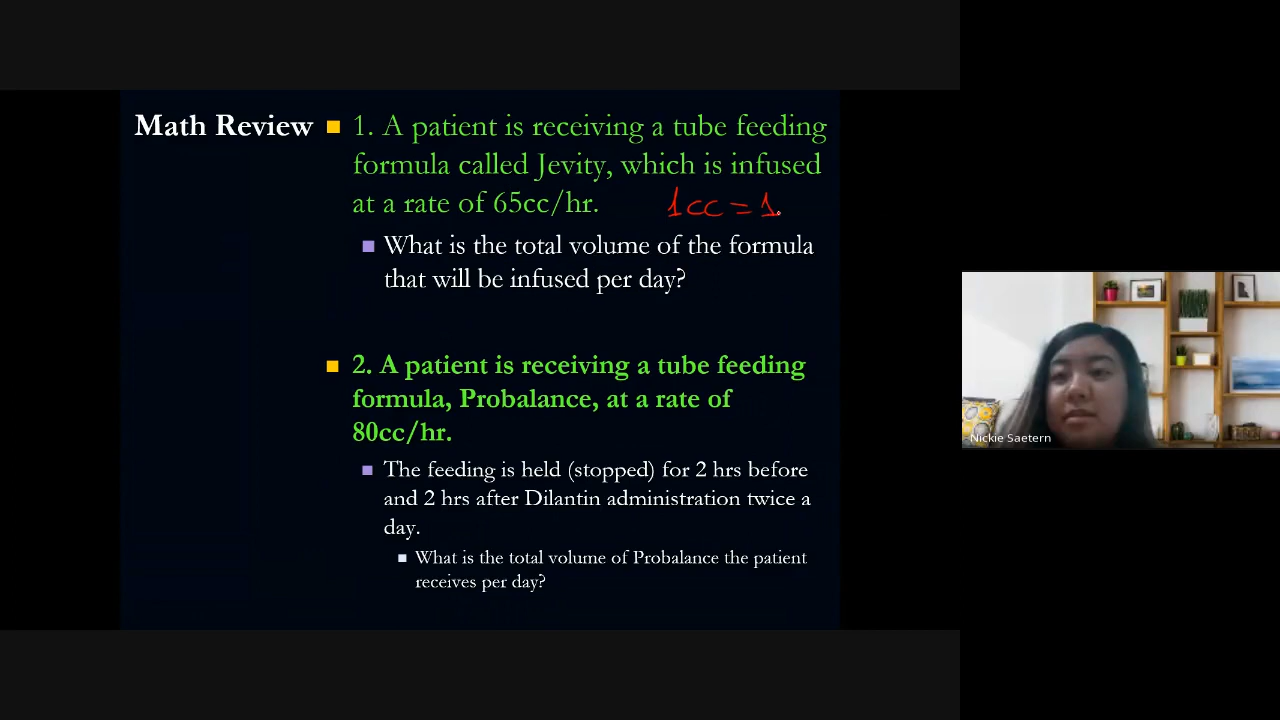 Math Review
1. A patient is receiving a tube feeding
formula called Jevity, which is infused
at a rate of 65cc/hr.
1cc = 1
What is the total volume of the formula
that will be infused per day?
2. A patient is receiving a tube feeding
formula, Probalance, at a rate of
80cc/hr.
The feeding is held (stopped) for 2 hrs before
and 2 hrs after Dilantin administration twice a
day.
What is the total volume of Probalance the patient
receives per day?
Nickie Saetern